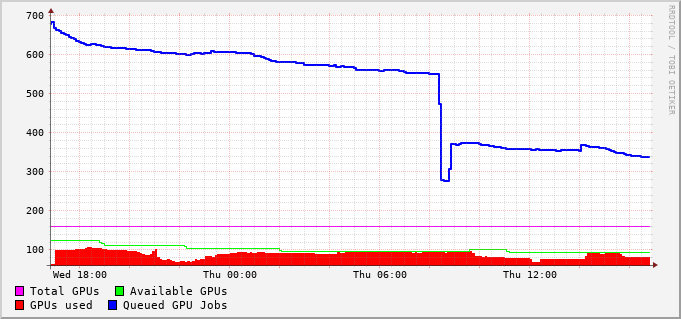 700
600
500
400
300
200
100
Wed 18:00 Thu 00:00 Thu 06:00 Thu 12:00
Total GPUs Available GPUs
GPUs used Queued GPU Jobs
RRDTOOL / TOBI OETIKER